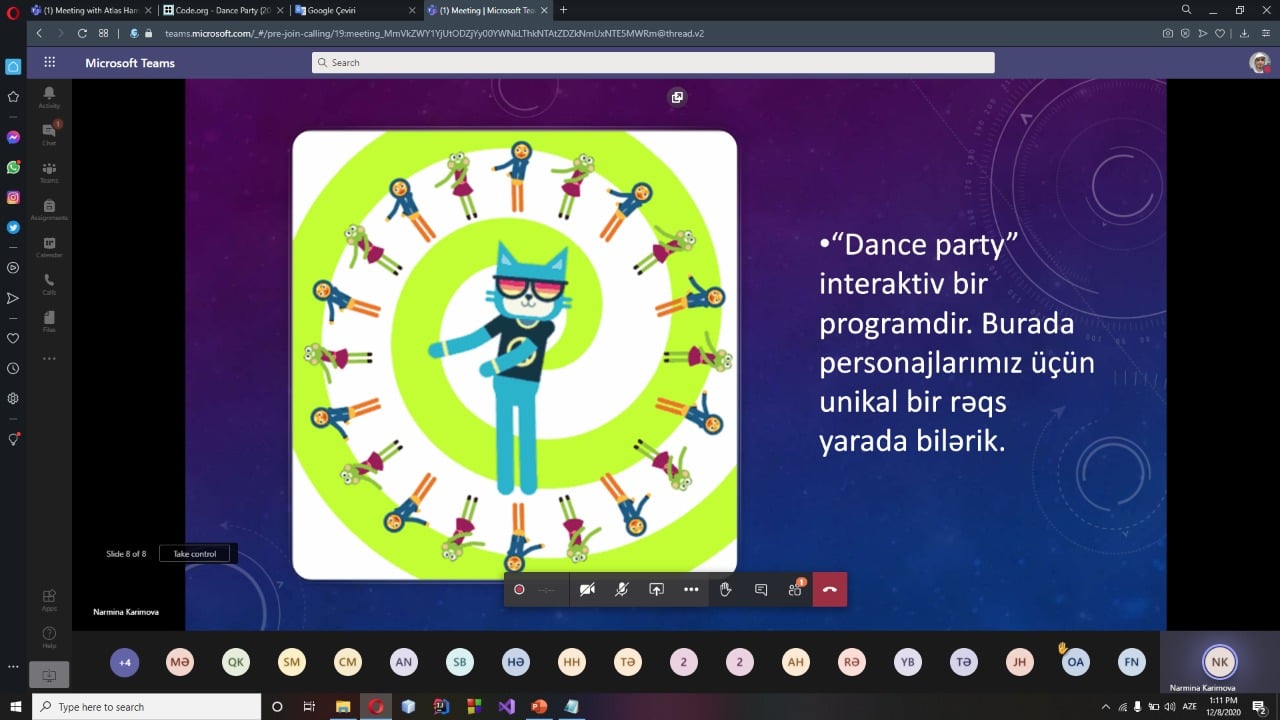 (1) Meeting with Atlas Ham
Code.org - Dance Party (20
Google Çeviri
(1) Meeting | Microsoft Tea
teams.microsoft.com/_#/pre-join-calling/19:meeting_MmVkZWY1YjUtODZjYy00YWNkLThkNTAtZDZkNmUxNTE5MWRm@thread.v2
Microsoft Teams
Search
Activity
1
Chat
Teams
Assignments
Calendar
Calls
Files
•“Dance party”
interaktiv bir
programdir. Burada
personajlarımız üçün
unikal bir rəqs
yarada bilərik.
Slide 8 of 8
Take control
--:--
1
Apps
Help
Narmina Karimova
+4 MƏ QK SM CM AN SB HƏ HH TƏ 2 2 AH RƏ YB TƏ JH OA FN NK
Narmina Karimova
Type here to search
AZE
1:11 PM
12/8/2020
2